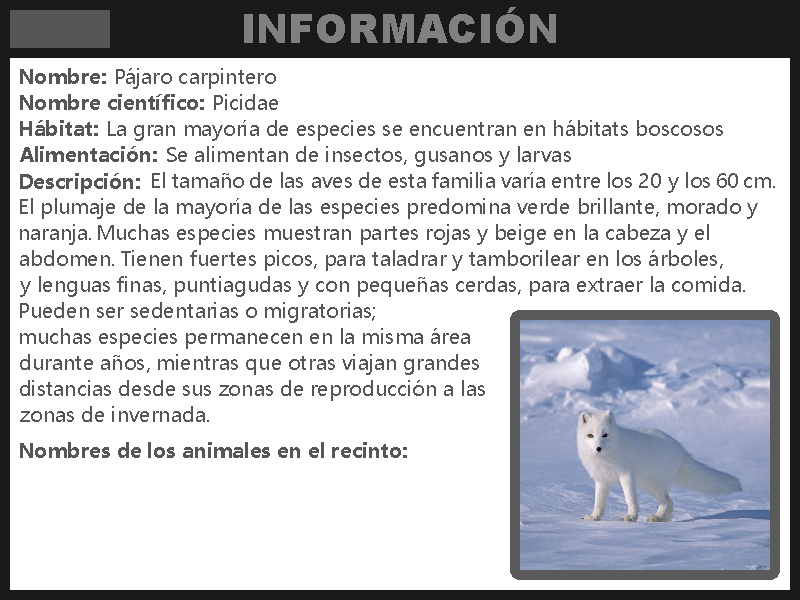 INFORMACIÓN
Nombre: Pájaro carpintero
Nombre científico: Picidae
Hábitat: La gran mayoría de especies se encuentran en hábitats boscosos
Alimentación: Se alimentan de insectos, gusanos y larvas
Descripción: El tamaño de las aves de esta familia varía entre los 20 y los 60 cm.
El plumaje de la mayoría de las especies predomina verde brillante, morado y
naranja. Muchas especies muestran partes rojas y beige en la cabeza y el
abdomen. Tienen fuertes picos, para taladrar y tamborilear en los árboles,
y lenguas finas, puntiagudas y con pequeñas cerdas, para extraer la comida.
Pueden ser sedentarias o migratorias;
muchas especies permanecen en la misma área
durante años, mientras que otras viajan grandes
distancias desde sus zonas de reproducción a las
zonas de invernada.
Nombres de los animales en el recinto: